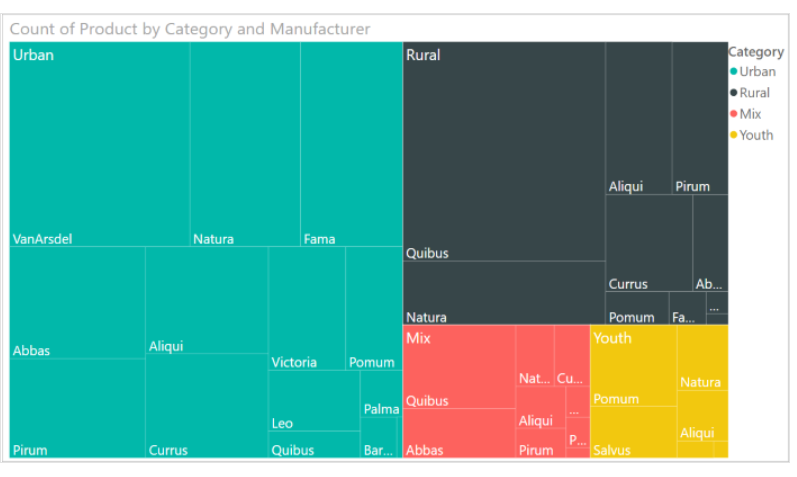 Count of Product by Category and Manufacturer
Urban
VanArsdel
Natura
Fama
Abbas
Aliqui
Victoria
Pomum
Pirum
Currus
Leo
Quibus
Palma
Bar...
Rural
Quibus
Natura
Aliqui
Pirum
Currus
Ab...
Pomum
Fa...
...
Mix
Quibus
Abbas
Nat...
Cu...
Aliqui
...
Pirum
P...
Youth
Pomum
Salvus
Natura
Aliqui
Category
Urban
Rural
Mix
Youth